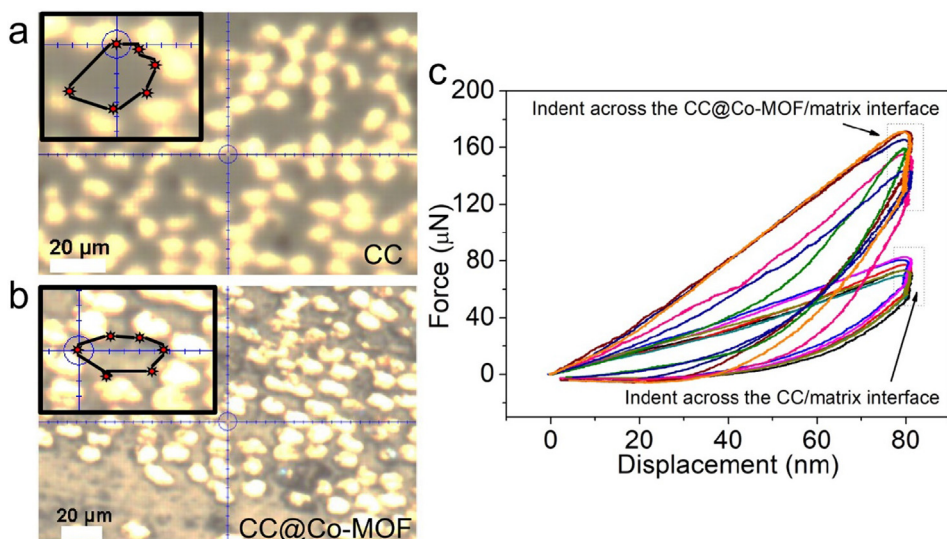 a
20 µm
CC
b
20 µm
CC@Co-MOF
c
200
160
120
80
40
0
Force (µN)
Indent across the CC@Co-MOF/matrix interface
Indent across the CC/matrix interface
0
20
40
60
80
Displacement (nm)